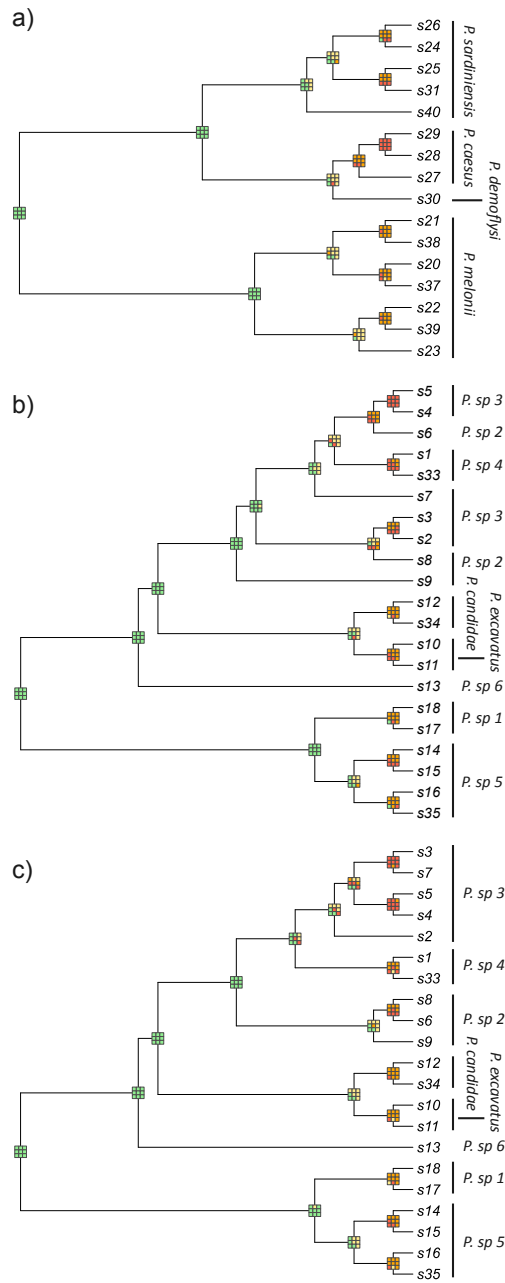 a)
s26
s24
s25
s31
s40
P. sardiniensis
s29
s28
s27
P. caesus
s30
P. demoflysi
s21
s38
s20
s37
s22
s39
s23
P. melonii
b)
s5
s4
P. sp 3
s6
P. sp 2
s1
s33
P. sp 4
s7
s3
s2
P. sp 3
s8
P. sp 2
s9
s12
s34
P. candidae
s10
s11
P. excavatus
s13
P. sp 6
s18
s17
P. sp 1
s14
s15
s16
s35
P. sp 5
c)
s3
s7
s5
s4
s2
P. sp 3
s1
s33
P. sp 4
s8
s6
s9
P. sp 2
s12
s34
P. candidae
s10
s11
P. excavatus
s13
P. sp 6
s18
s17
P. sp 1
s14
s15
s16
s35
P. sp 5